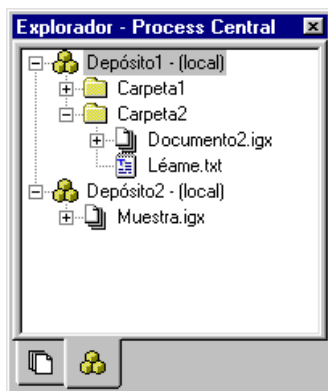 Explorador - Process Central
Depósito1 - (local)
Carpeta1
Carpeta2
Documento2.igx
Léame.txt
Depósito2 - (local)
Muestra.igx